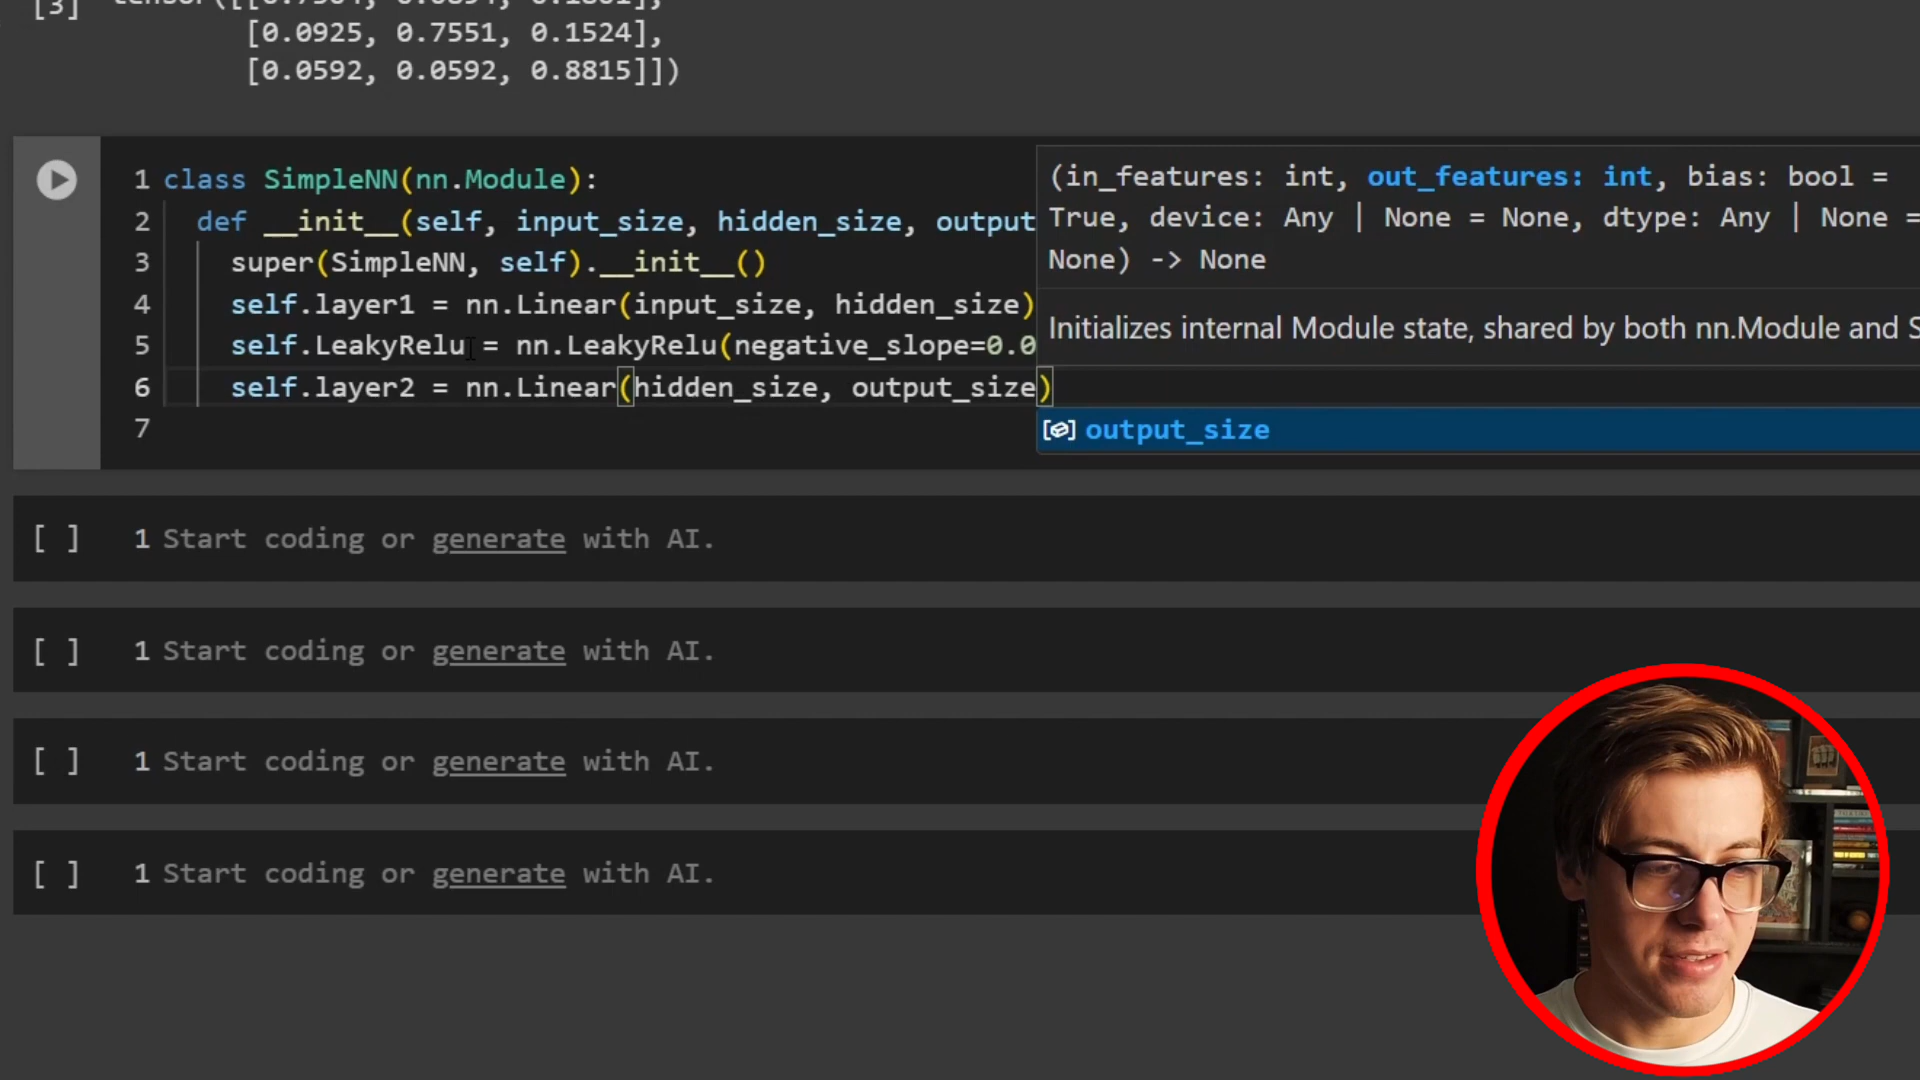 [3]
[0.0925, 0.7551, 0.1524],
[0.0592, 0.0592, 0.8815]])
1 class SimpleNN(nn.Module):
2 def __init__(self, input_size, hidden_size, output
3 super(SimpleNN, self).__init__()
4 self.layer1 = nn.Linear(input_size, hidden_size)
5 self.LeakyRelu = nn.LeakyRelu(negative_slope=0.0
6 self.layer2 = nn.Linear(hidden_size, output_size)
7
(in_features: int, out_features: int, bias: bool =
True, device: Any | None = None, dtype: Any | None =
None) -> None
Initializes internal Module state, shared by both nn.Module and S
output_size
[ ] 1 Start coding or generate with AI.
[ ] 1 Start coding or generate with AI.
[ ] 1 Start coding or generate with AI.
[ ] 1 Start coding or generate with AI.